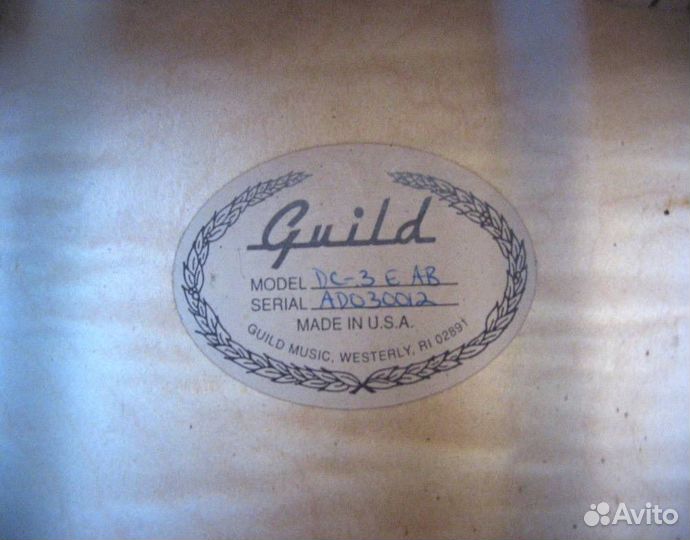 Guild
MODEL DC-3 E AB
SERIAL AD030012
MADE IN U.S.A.
GUILD MUSIC, WESTERLY, RI 02891
Avito